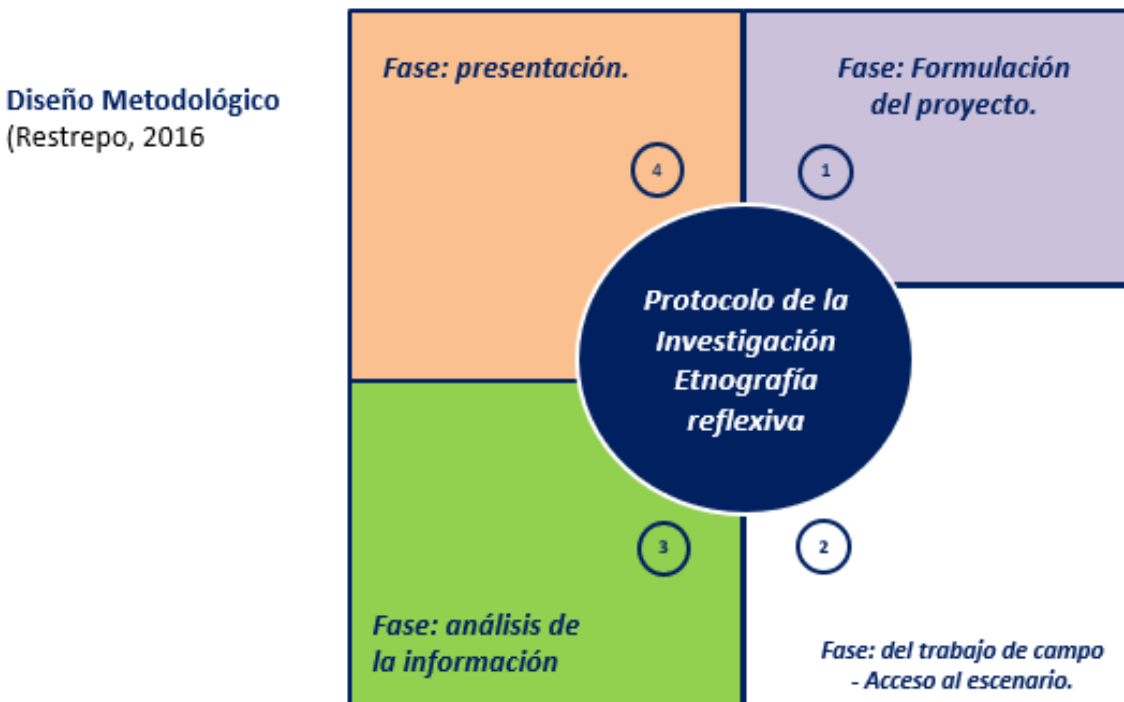 Diseño Metodológico
(Restrepo, 2016
Fase: presentación.
4
Fase: Formulación
del proyecto.
1
Protocolo de la
Investigación
Etnografía
reflexiva
3
Fase: análisis de
la información
2
Fase: del trabajo de campo
- Acceso al escenario.